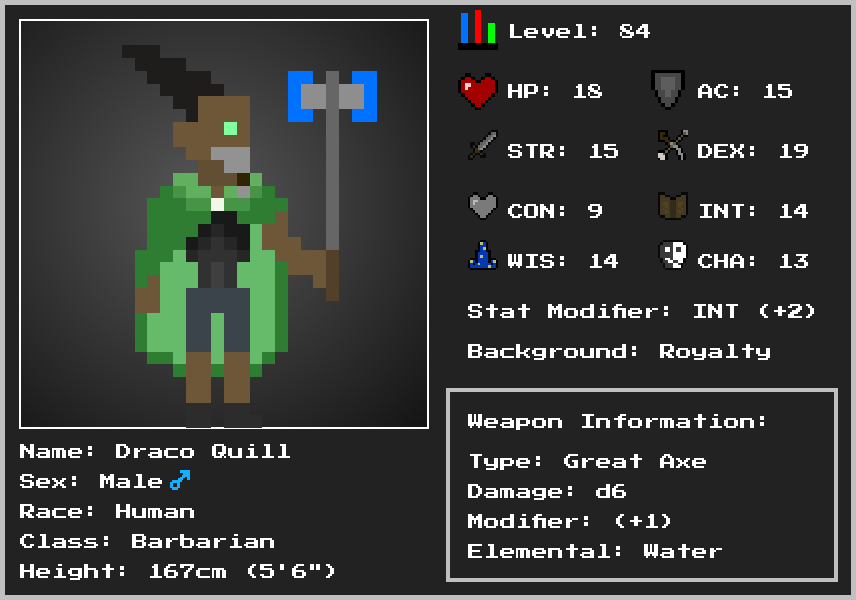 Level: 84
HP: 18
AC: 15
STR: 15
DEX: 19
CON: 9
INT: 14
WIS: 14
CHA: 13
Stat Modifier: INT (+2)
Background: Royalty
Weapon Information:
Type: Great Axe
Damage: d6
Modifier: (+1)
Elemental: Water
Name: Draco Quill
Sex: Male♂
Race: Human
Class: Barbarian
Height: 167cm (5'6")